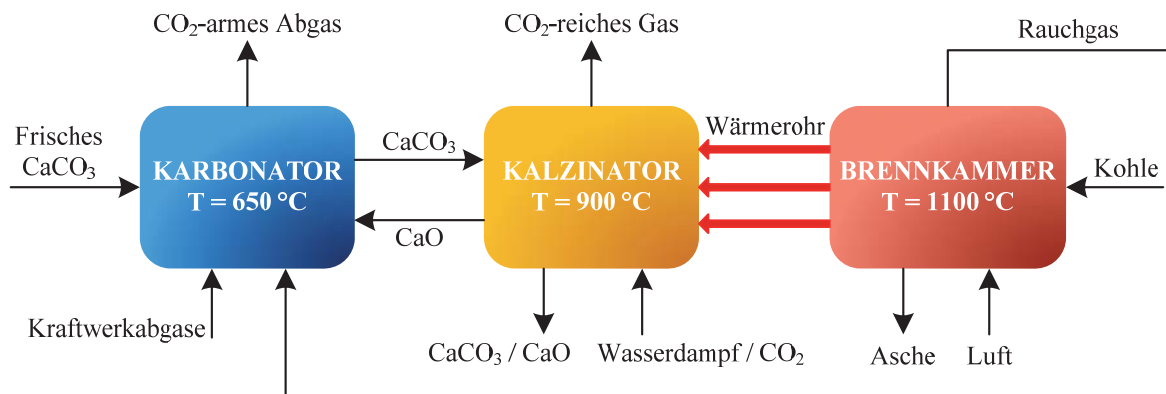 CO₂-armes Abgas
CO₂-reiches Gas
Rauchgas
Frisches
CaCO₃
KARBONATOR
T = 650 °C
CaCO₃
CaO
KALZINATOR
T = 900 °C
Wärmerohr
BRENNKAMMER
T = 1100 °C
Kohle
Kraftwerkabgase
CaCO₃ / CaO
Wasserdampf / CO₂
Asche
Luft